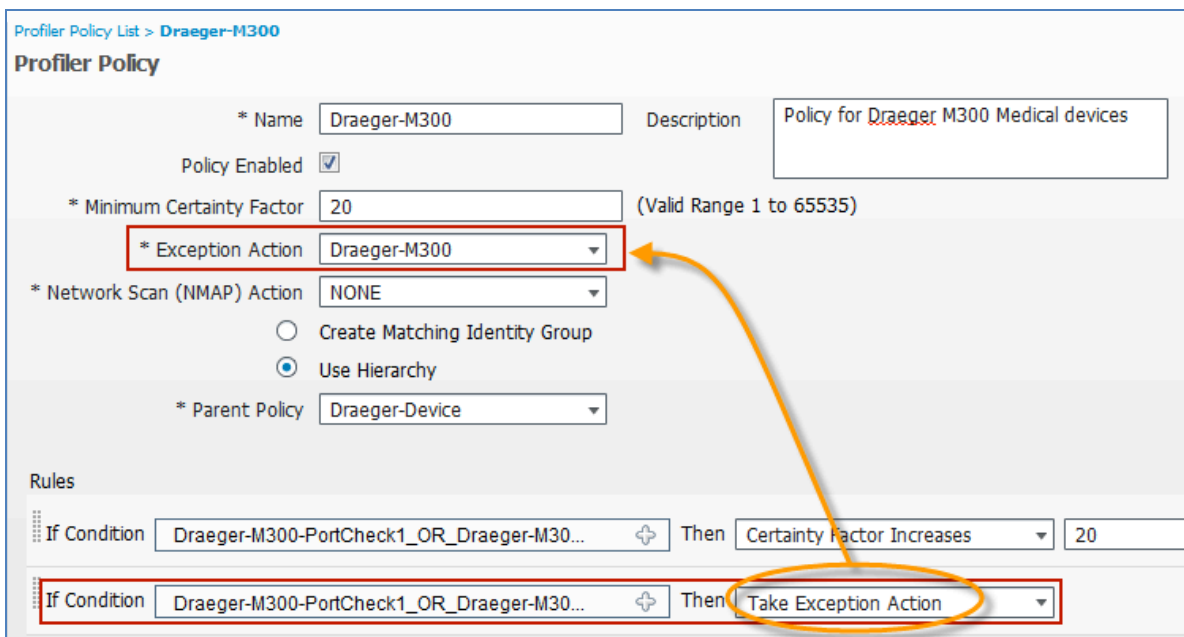 Profiler Policy List > Draeger-M300
Profiler Policy
* Name Draeger-M300 Description Policy for Draeger M300 Medical devices
Policy Enabled
* Minimum Certainty Factor 20 (Valid Range 1 to 65535)
* Exception Action Draeger-M300
* Network Scan (NMAP) Action NONE
Create Matching Identity Group
Use Hierarchy
* Parent Policy Draeger-Device
Rules
If Condition Draeger-M300-PortCheck1_OR_Draeger-M30... Then Certainty Factor Increases 20
If Condition Draeger-M300-PortCheck1_OR_Draeger-M30... Then Take Exception Action